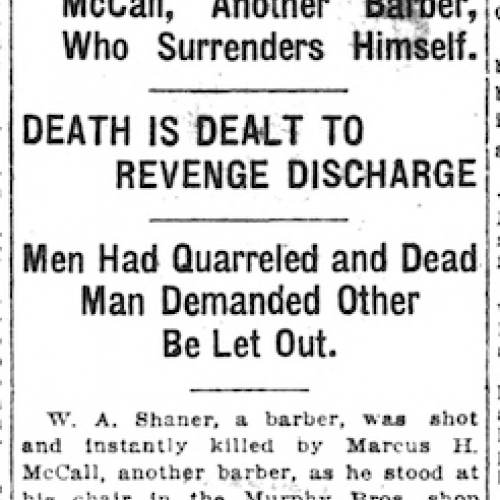 McCall, Another Barber,
Who Surrenders Himself.
DEATH IS DEALT TO
REVENGE DISCHARGE
Men Had Quarreled and Dead
Man Demanded Other
Be Let Out.
W. A. Shaner, a barber, was shot
and instantly killed by Marcus H.
McCall, another barber, as he stood at
his chair in the Murphy Bros. shop